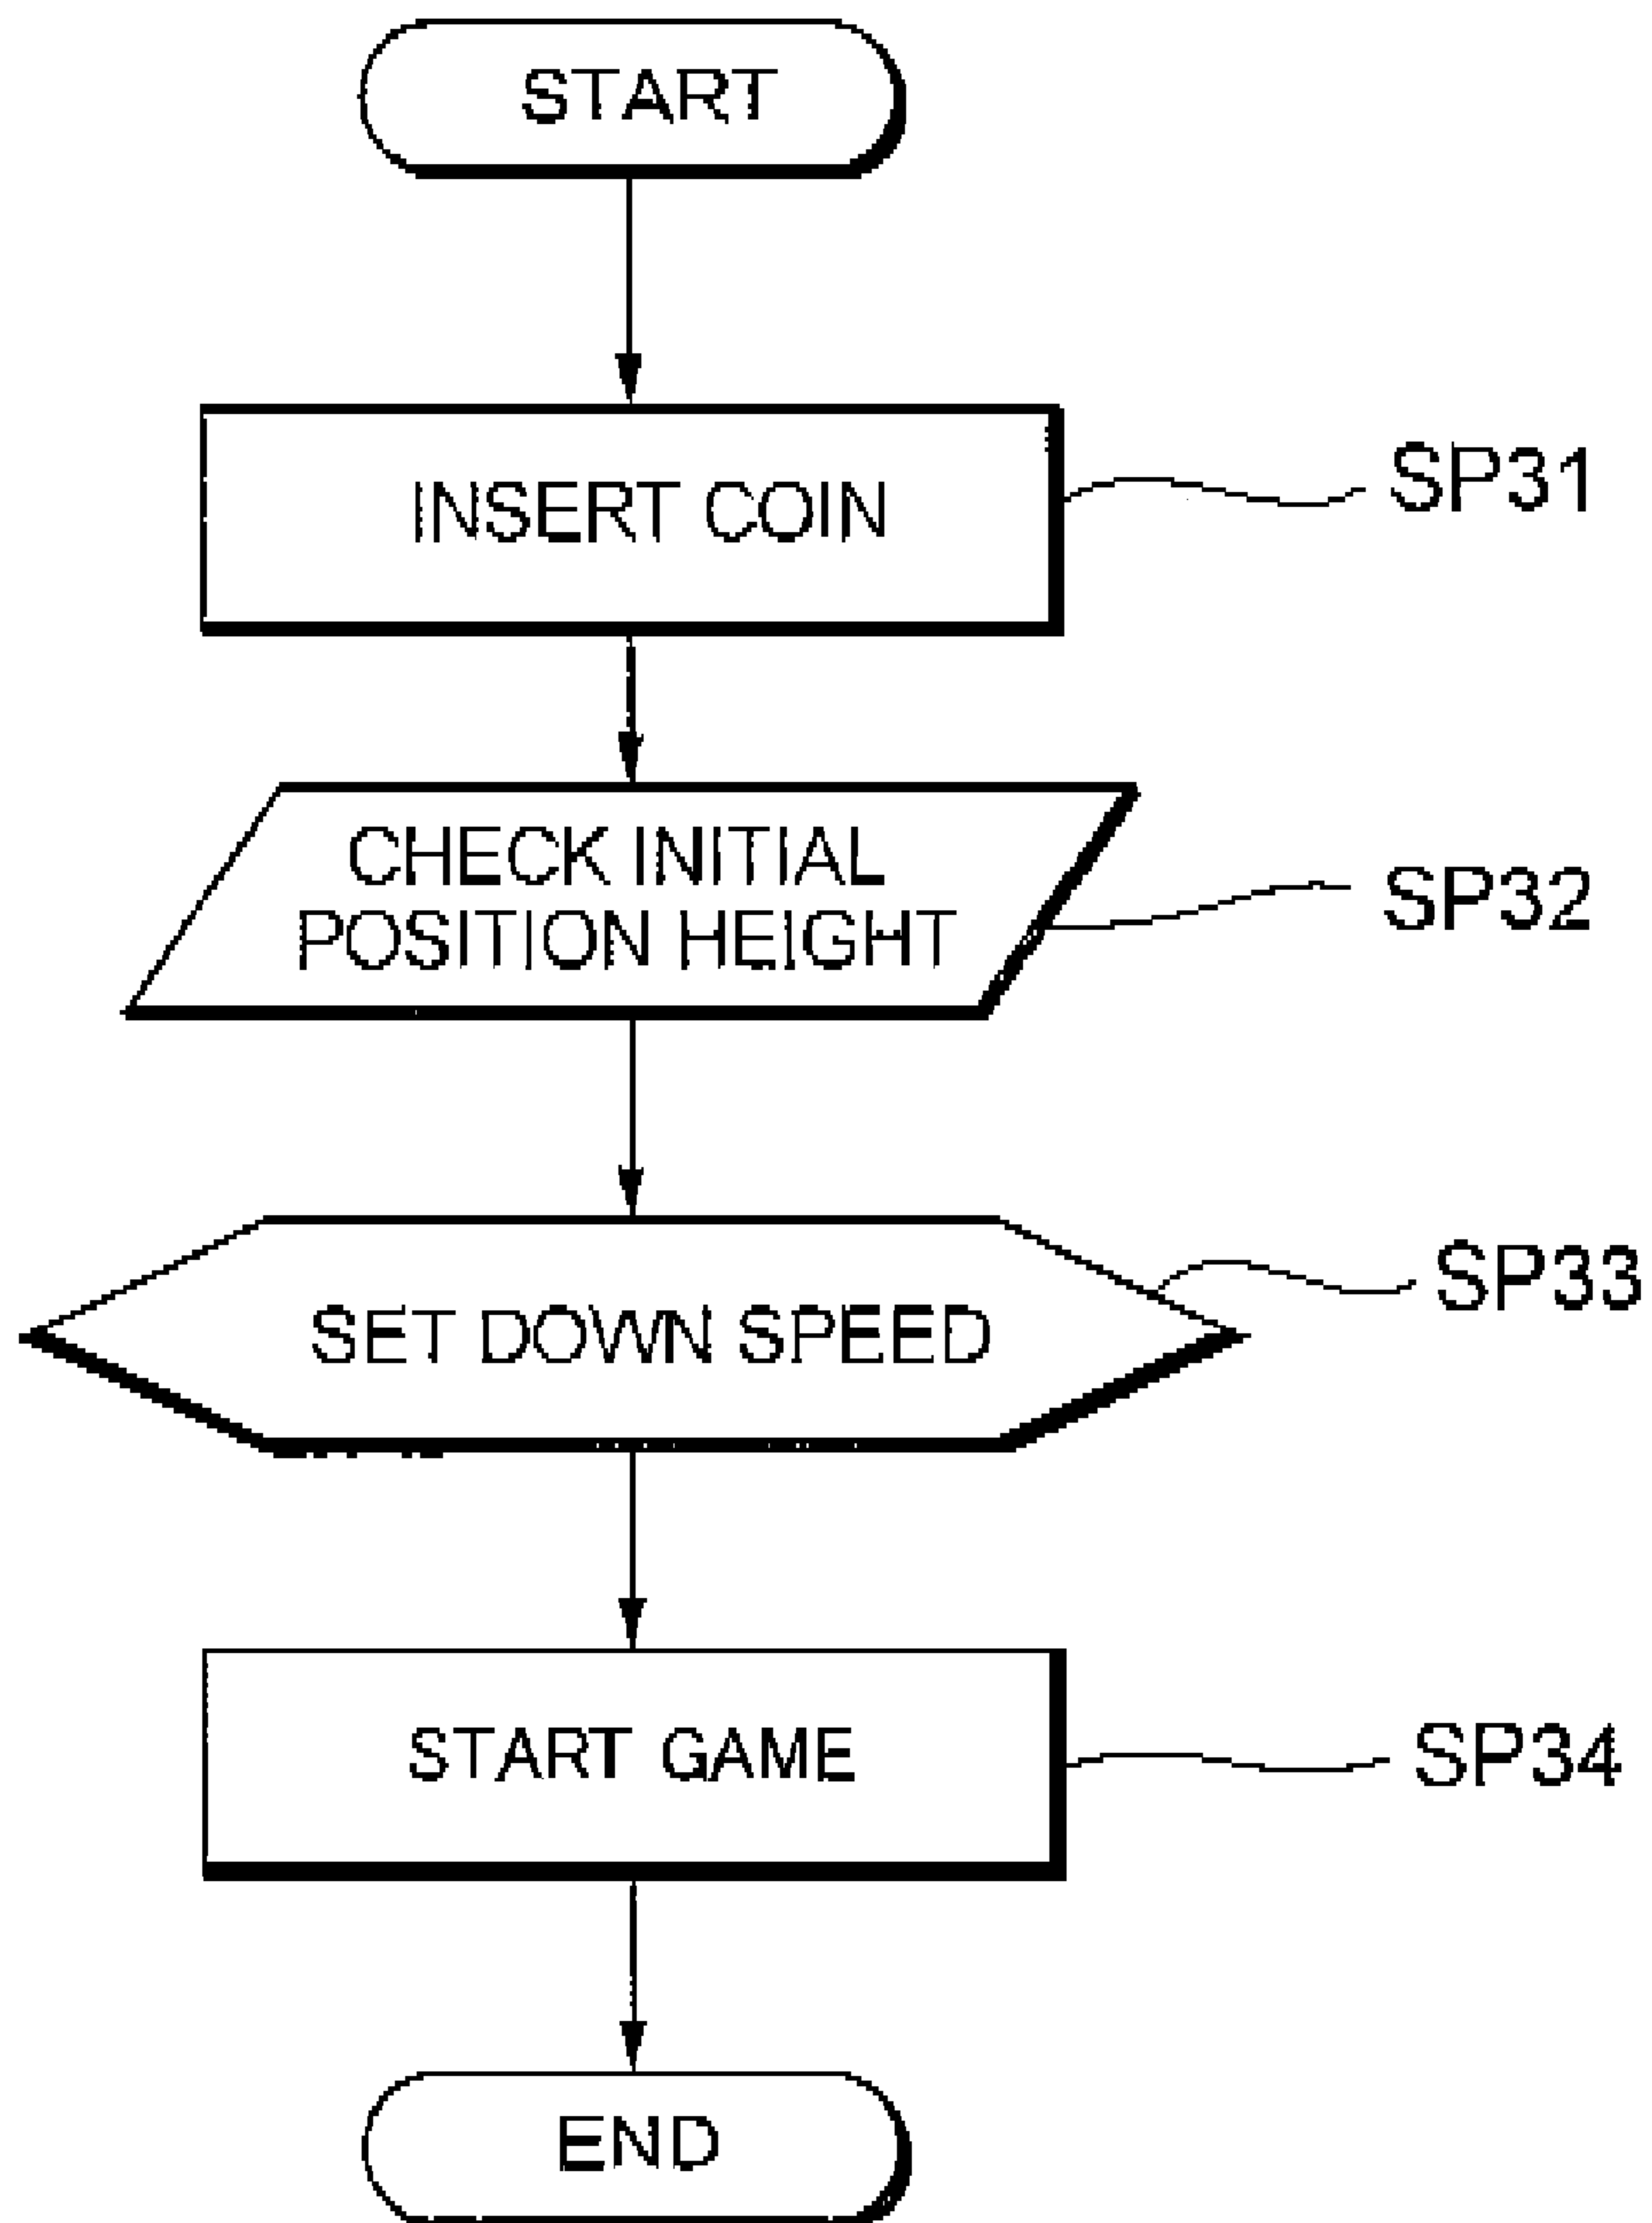 START
INSERT COIN
SP31
CHECK INITIAL
POSITION HEIGHT
SP32
SET DOWN SPEED
SP33
START GAME
SP34
END